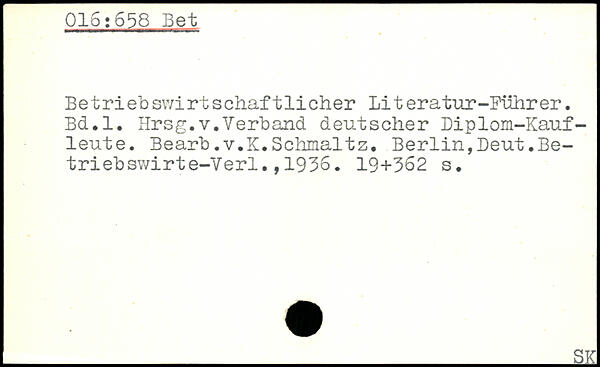 016:658 Bet
Betriebswirtschaftlicher Literatur-Führer.
Bd.1. Hrsg.v.Verband deutscher Diplom-Kauf-
leute. Bearb.v.K.Schmaltz. Berlin,Deut.Be-
triebswirte-Verl.,1936. 19+362 s.
SK